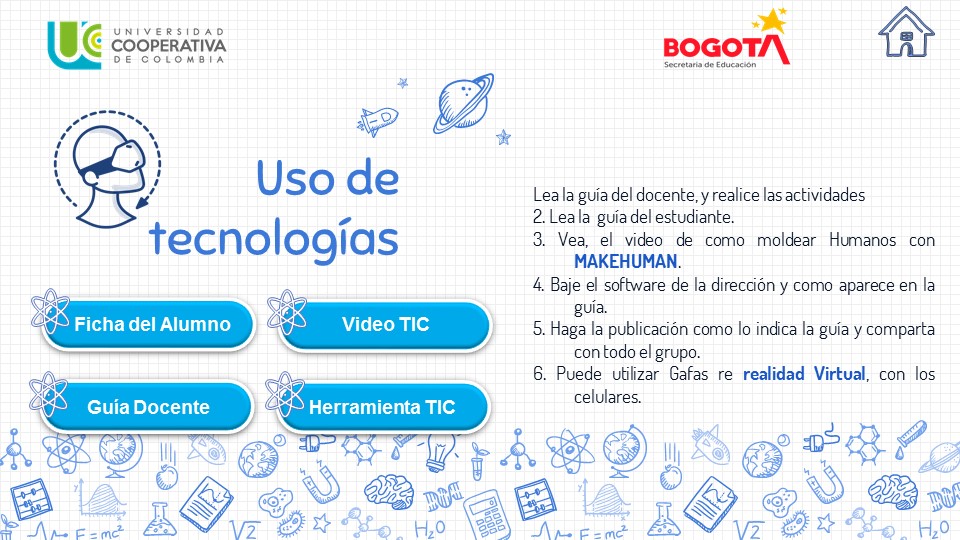 UNIVERSIDAD
COOPERATIVA
DE COLOMBIA
BOGOTÁ
Secretaría de Educación
Uso de
tecnologías
Ficha del Alumno
Video TIC
Guía Docente
Herramienta TIC
Lea la guía del docente, y realice las actividades
2. Lea la guía del estudiante.
3. Vea, el video de como moldear Humanos con
MAKEHUMAN.
4. Baje el software de la dirección y como aparece en la
guía.
5. Haga la publicación como lo indica la guía y comparta
con todo el grupo.
6. Puede utilizar Gafas re realidad Virtual, con los
celulares.
E=mc²
√2
H₂O
E=mc²
√2
H₂O